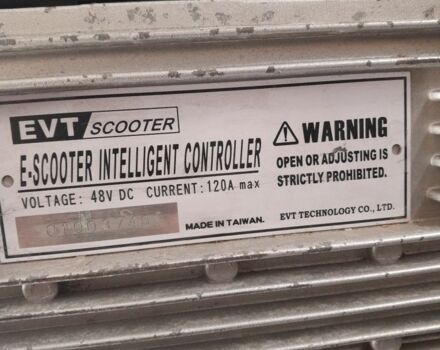 EVT SCOOTER
E-SCOOTER INTELLIGENT CONTROLLER
VOLTAGE: 48V DC CURRENT: 120A max
MADE IN TAIWAN.
WARNING
OPEN OR ADJUSTING IS
STRICTLY PROHIBITED.
EVT TECHNOLOGY CO., LTD.